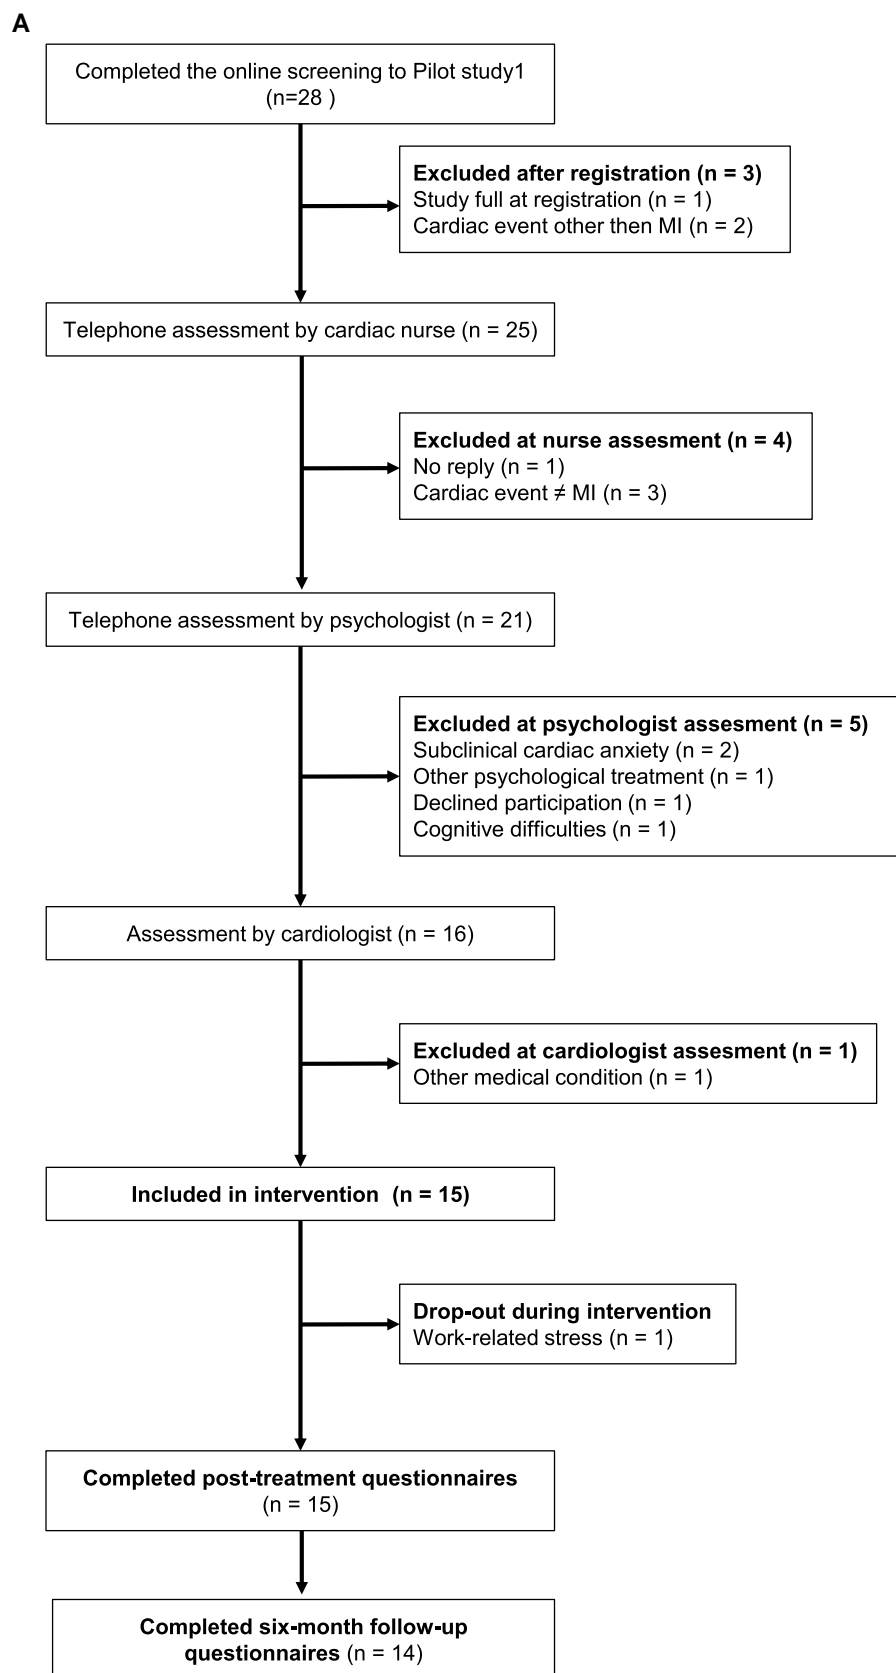 A
Completed the online screening to Pilot study1
(n=28 )
Excluded after registration (n = 3)
Study full at registration (n = 1)
Cardiac event other then MI (n = 2)
Telephone assessment by cardiac nurse (n = 25)
Excluded at nurse assesment (n = 4)
No reply (n = 1)
Cardiac event ≠ MI (n = 3)
Telephone assessment by psychologist (n = 21)
Excluded at psychologist assesment (n = 5)
Subclinical cardiac anxiety (n = 2)
Other psychological treatment (n = 1)
Declined participation (n = 1)
Cognitive difficulties (n = 1)
Assessment by cardiologist (n = 16)
Excluded at cardiologist assesment (n = 1)
Other medical condition (n = 1)
Included in intervention  (n = 15)
Drop-out during intervention
Work-related stress (n = 1)
Completed post-treatment questionnaires
(n = 15)
Completed six-month follow-up
questionnaires (n = 14)